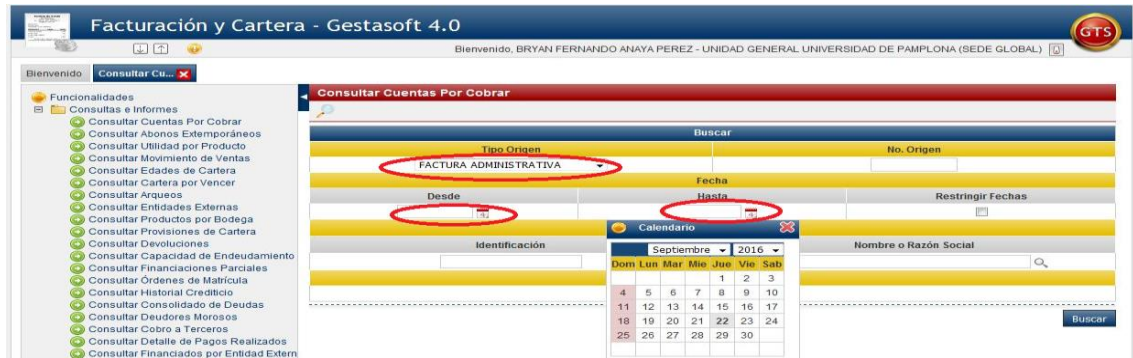 Facturación y Cartera - Gestasoft 4.0
GTS
Bienvenido, BRYAN FERNANDO ANAYA PEREZ - UNIDAD GENERAL UNIVERSIDAD DE PAMPLONA (SEDE GLOBAL)
Bienvenido Consultar Cu...
Funcionalidades
Consultas e Informes
Consultar Cuentas Por Cobrar
Consultar Abonos Extemporáneos
Consultar Utilidad por Producto
Consultar Movimiento de Ventas
Consultar Edades de Cartera
Consultar Cartera por Vencer
Consultar Arqueos
Consultar Entidades Externas
Consultar Productos por Bodega
Consultar Provisiones de Cartera
Consultar Devoluciones
Consultar Capacidad de Endeudamiento
Consultar Financiaciones Parciales
Consultar Órdenes de Matrícula
Consultar Historial Crediticio
Consultar Consolidado de Deudas
Consultar Deudores Morosos
Consultar Cobro a Terceros
Consultar Detalle de Pagos Realizados
Consultar Financiados por Entidad Extern
Consultar Cuentas Por Cobrar
Buscar
Tipo Origen No. Origen
FACTURA ADMINISTRATIVA
Fecha
Desde Hasta Restringir Fechas
Identificación Nombre o Razón Social
Calendario
Septiembre 2016
Dom Lun Mar Mie Jue Vie Sab
1 2 3
4 5 6 7 8 9 10
11 12 13 14 15 16 17
18 19 20 21 22 23 24
25 26 27 28 29 30
Buscar